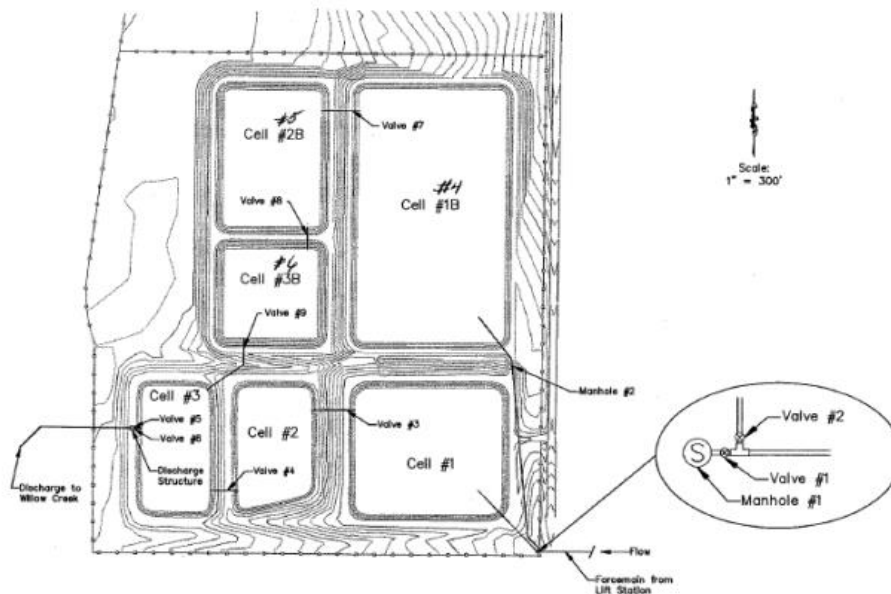 #5
Cell #2B
Valve #7
Scale:
1" = 300'
#4
Cell #1B
Valve #8
#6
Cell #3B
Valve #9
Cell #3
Manhole #2
Valve #5
Valve #6
Cell #2
Valve #3
Cell #1
Valve #2
Discharge
Structure
Valve #4
S
Valve #1
Manhole #1
Discharge to
Willow Creek
Flow
Forcemain from
Lift Station